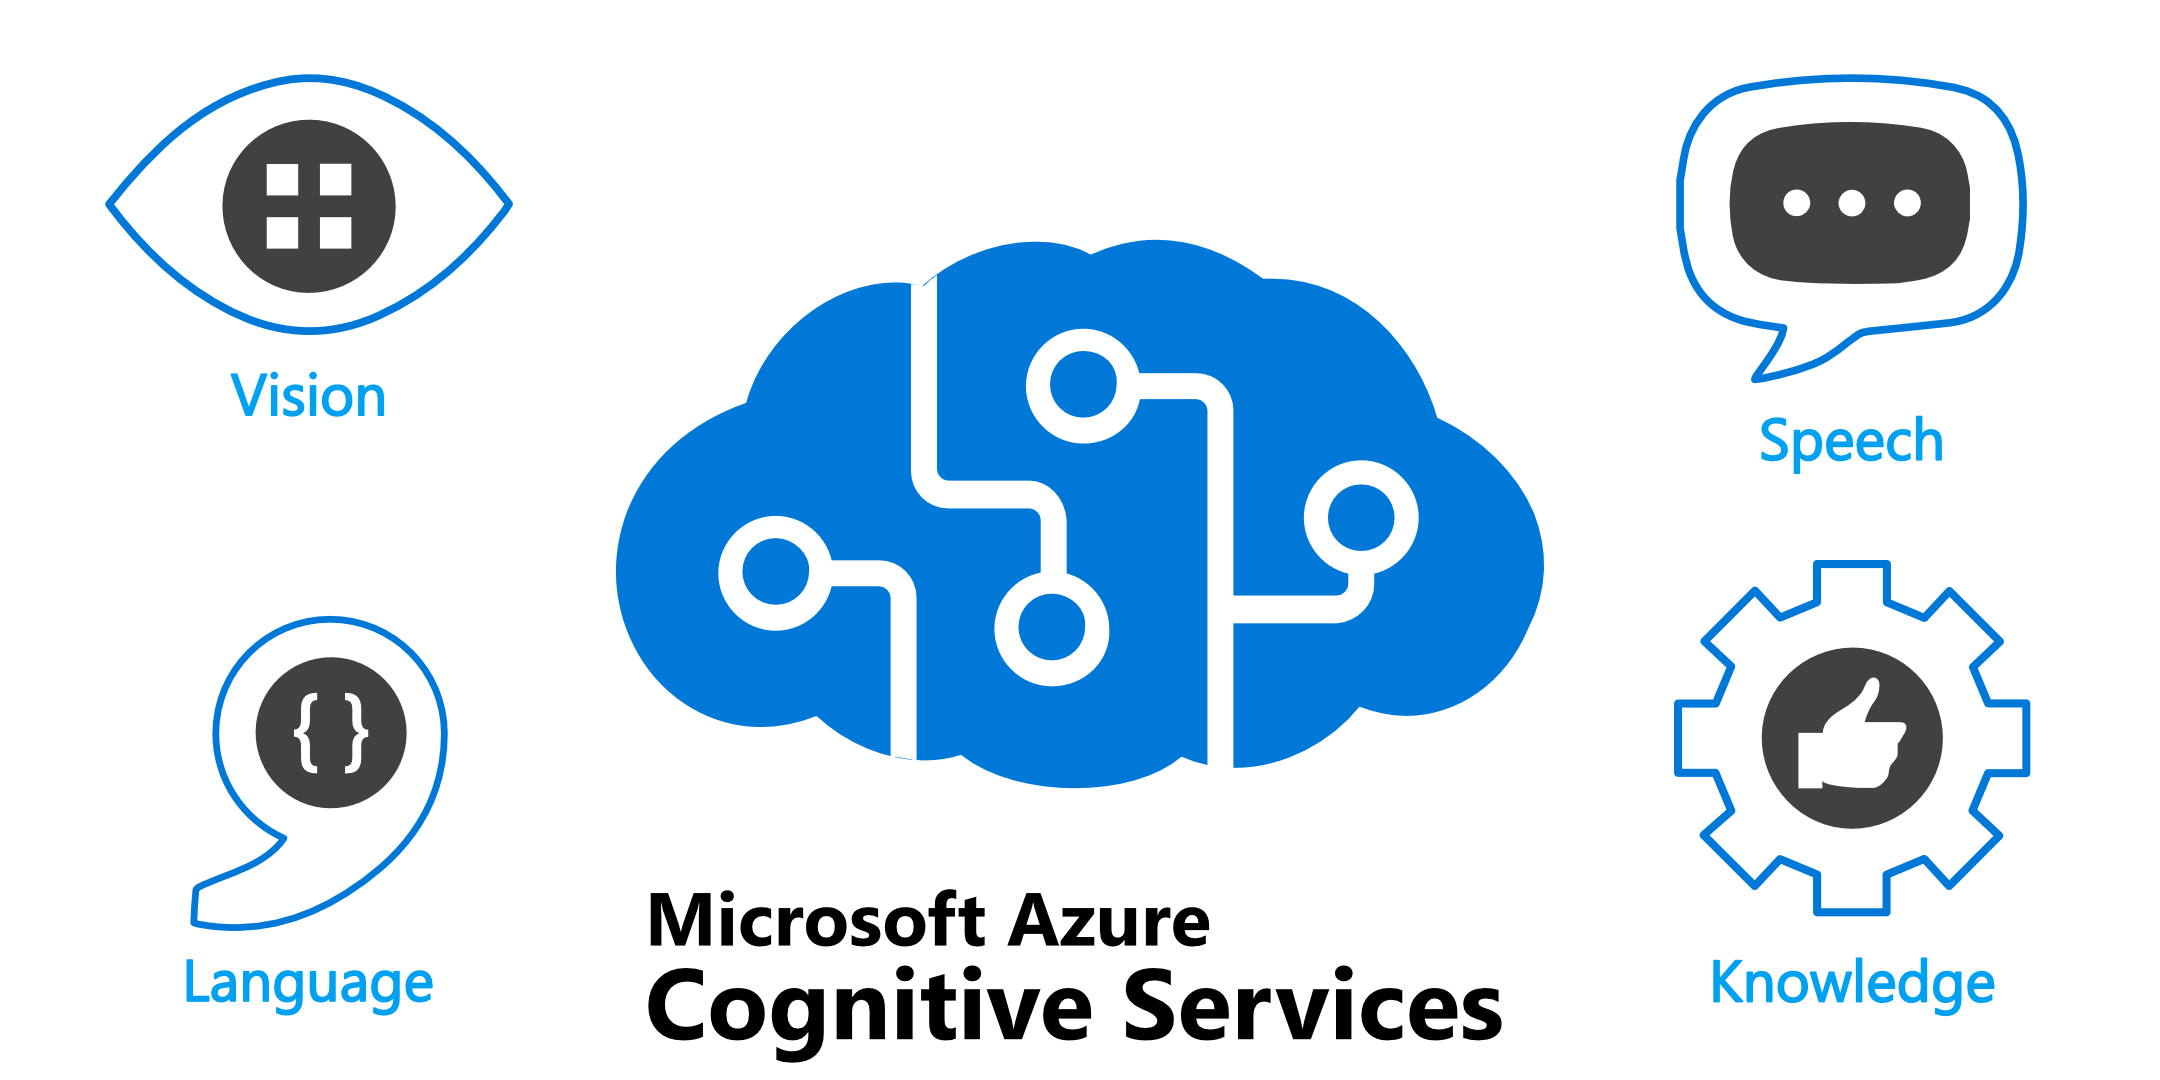 Vision
Speech
Language
Knowledge
Microsoft Azure
Cognitive Services
{ }